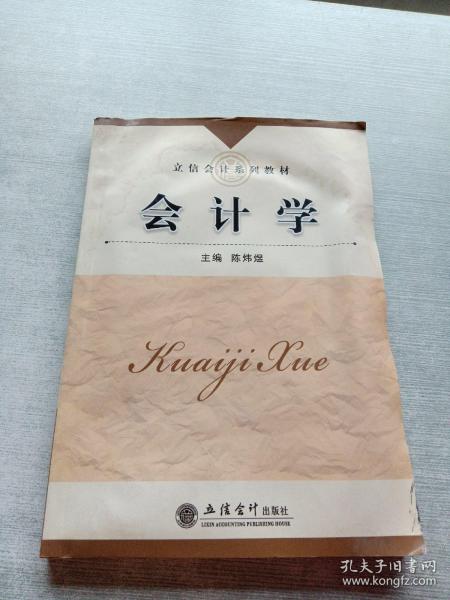 立信会计系列教材
会计学
主编 陈炜煜
Kuaiji Xue
立信会计出版社
LIXIN ACCOUNTING PUBLISHING HOUSE
孔夫子旧书网
www.kongfz.com